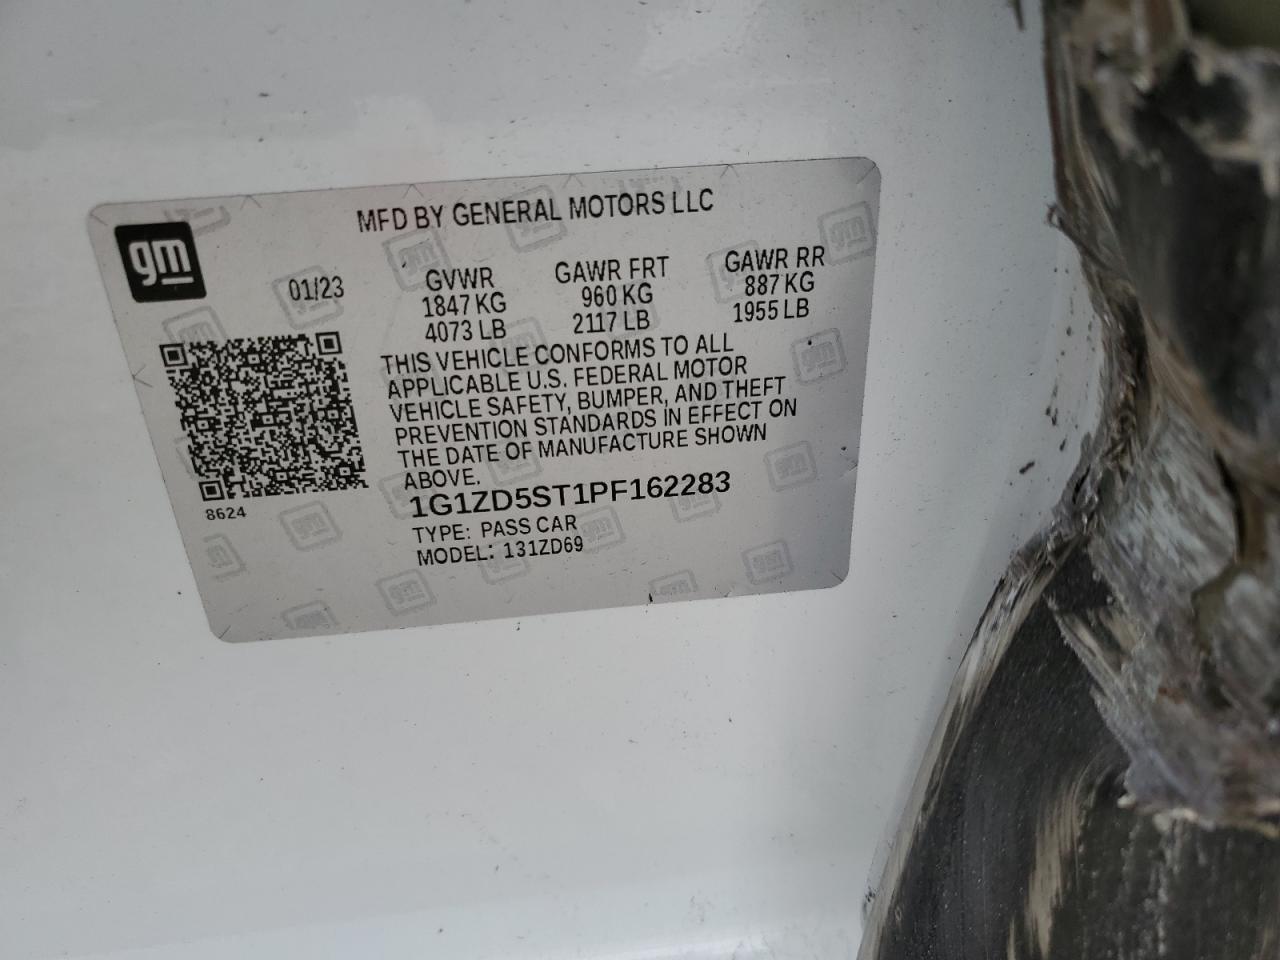 MFD BY GENERAL MOTORS LLC
gm
01/23
GVWR
1847 KG
4073 LB
GAWR FRT
960 KG
2117 LB
GAWR RR
887 KG
1955 LB
THIS VEHICLE CONFORMS TO ALL
APPLICABLE U.S. FEDERAL MOTOR
VEHICLE SAFETY, BUMPER, AND THEFT
PREVENTION STANDARDS IN EFFECT ON
THE DATE OF MANUFACTURE SHOWN
ABOVE.
8624
1G1ZD5ST1PF162283
TYPE: PASS CAR
MODEL: 131ZD69